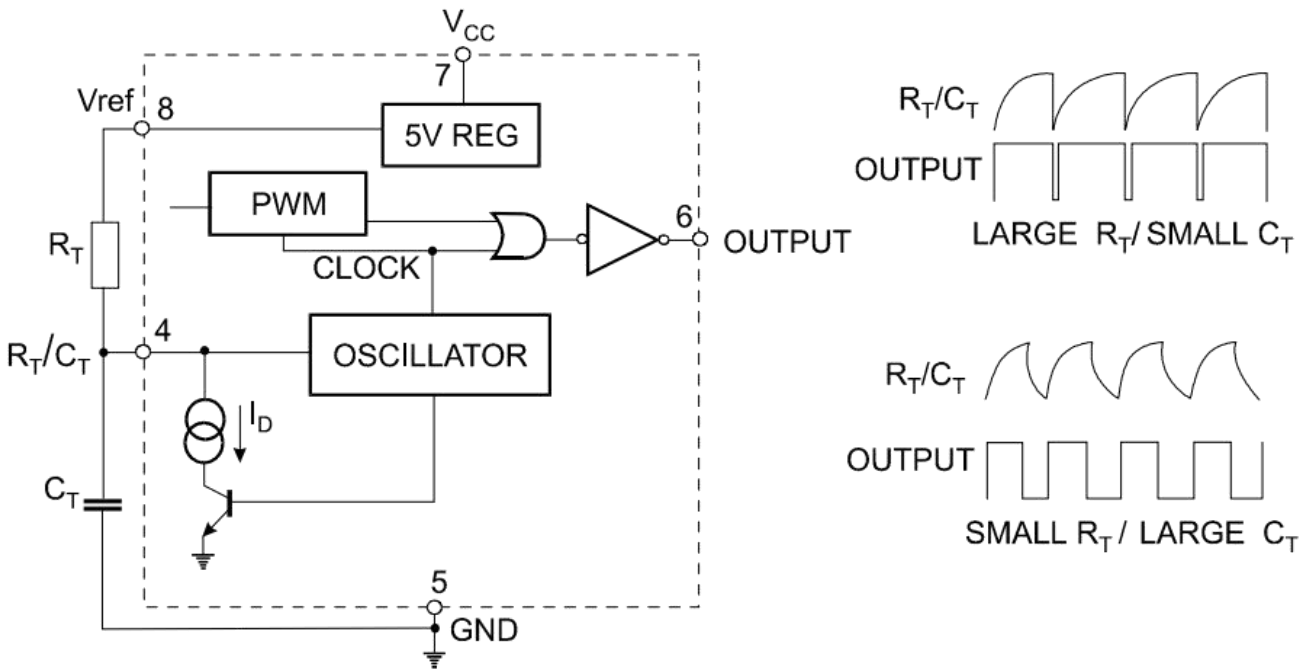 V_CC
7
Vref
8
5V REG
PWM
6
OUTPUT
R_T
CLOCK
4
R_T/C_T
OSCILLATOR
I_D
C_T
5
GND
R_T/C_T
OUTPUT
LARGE R_T/ SMALL C_T
R_T/C_T
OUTPUT
SMALL R_T / LARGE C_T